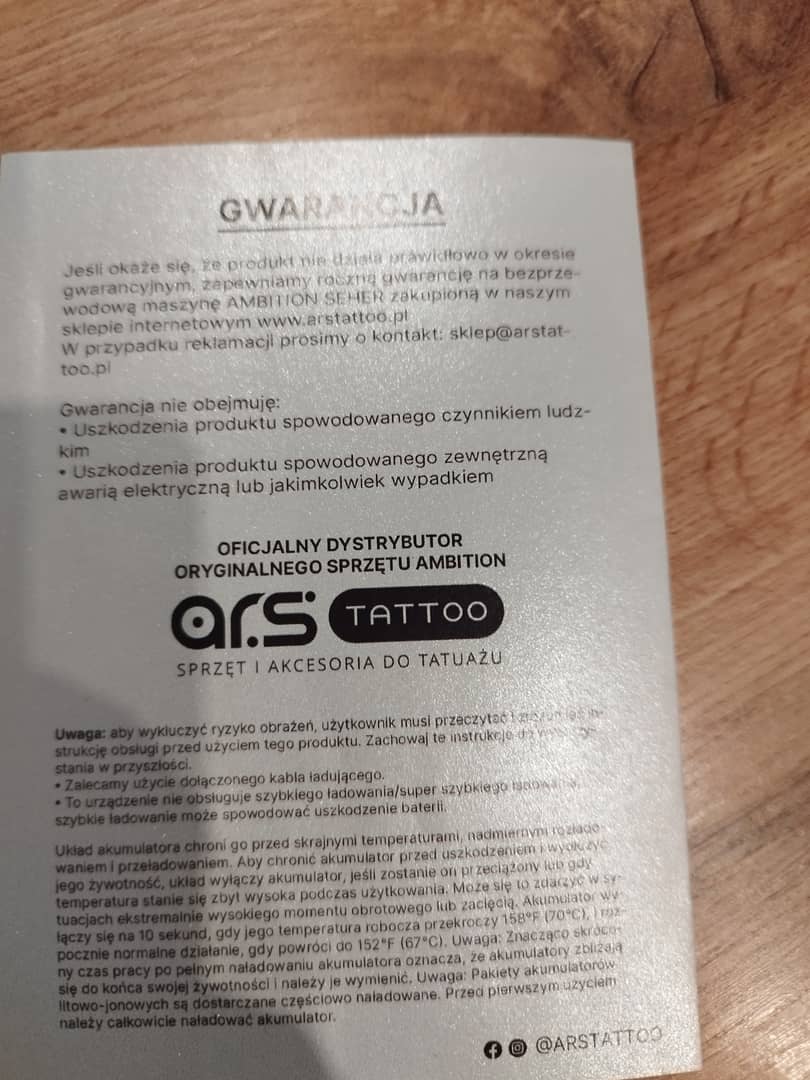 GWARANCJA
Jeśli okaże się, że produkt nie działa prawidłowo w okresie
gwarancyjnym, zapewniamy roczną gwarancję na bezprze-
wodową maszynę AMBITION SEHER zakupioną w naszym
sklepie internetowym www.arstattoo.pl
W przypadku reklamacji prosimy o kontakt: sklep@arstat-
too.pl
Gwarancja nie obejmuję:
• Uszkodzenia produktu spowodowanego czynnikiem ludz-
kim
• Uszkodzenia produktu spowodowanego zewnętrzną
awarią elektryczną lub jakimkolwiek wypadkiem
OFICJALNY DYSTRYBUTOR
ORYGINALNEGO SPRZĘTU AMBITION
ar.s TATTOO
SPRZĘT I AKCESORIA DO TATUAŻU
Uwaga: aby wykluczyć ryzyko obrażeń, użytkownik musi przeczytać i zrozumieć in-
strukcję obsługi przed użyciem tego produktu. Zachowaj te instrukcje do wykorzy-
stania w przyszłości.
• Zalecamy użycie dołączonego kabla ładującego.
• To urządzenie nie obsługuje szybkiego ładowania/super szybkiego ładowania,
szybkie ładowanie może spowodować uszkodzenie baterii.
Układ akumulatora chroni go przed skrajnymi temperaturami, nadmiernym rozłado-
waniem i przeładowaniem. Aby chronić akumulator przed uszkodzeniem i wydłużyć
jego żywotność, układ wyłączy akumulator, jeśli zostanie on przeciążony lub gdy
temperatura stanie się zbyt wysoka podczas użytkowania. Może się to zdarzyć w sy-
tuacjach ekstremalnie wysokiego momentu obrotowego lub zacięcia. Akumulator wy-
łączy się na 10 sekund, gdy jego temperatura robocza przekroczy 158°F (70°C), i roz-
pocznie normalne działanie, gdy powróci do 152°F (67°C). Uwaga: Znacząco skróco-
ny czas pracy po pełnym naładowaniu akumulatora oznacza, że akumulatory zbliżają
się do końca swojej żywotności i należy je wymienić. Uwaga: Pakiety akumulatorów
litowo-jonowych są dostarczane częściowo naładowane. Przed pierwszym użyciem
należy całkowicie naładować akumulator.
@ARSTATTOO